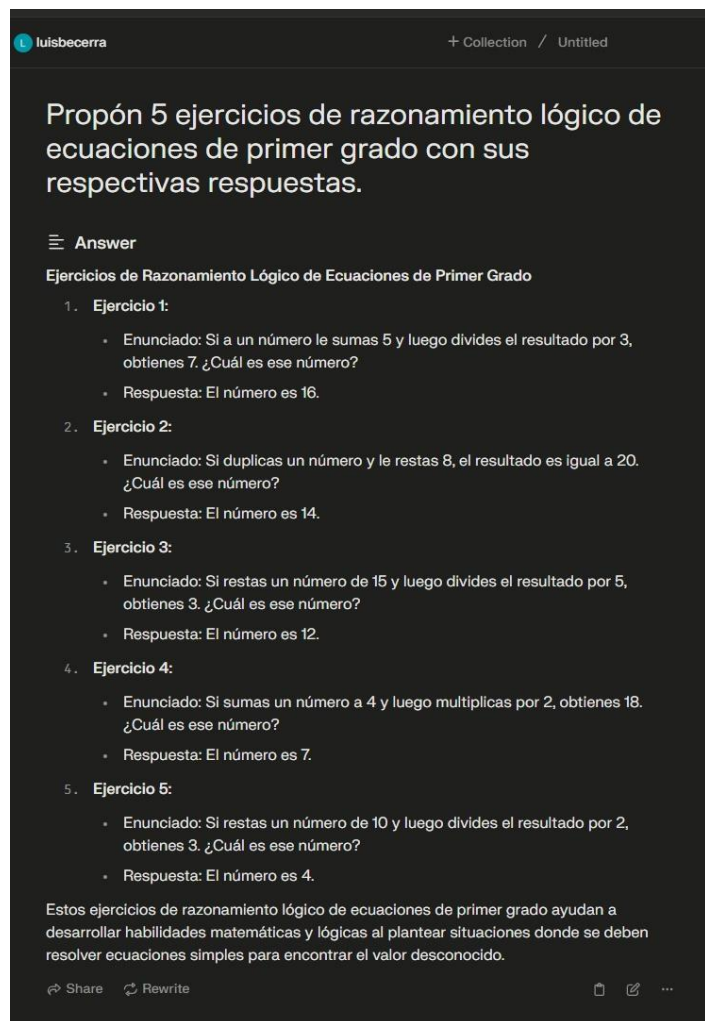 L luisbecerra
+ Collection / Untitled
Propón 5 ejercicios de razonamiento lógico de
ecuaciones de primer grado con sus
respectivas respuestas.
Answer
Ejercicios de Razonamiento Lógico de Ecuaciones de Primer Grado
1. Ejercicio 1:
• Enunciado: Si a un número le sumas 5 y luego divides el resultado por 3,
obtienes 7. ¿Cuál es ese número?
• Respuesta: El número es 16.
2. Ejercicio 2:
• Enunciado: Si duplicas un número y le restas 8, el resultado es igual a 20.
¿Cuál es ese número?
• Respuesta: El número es 14.
3. Ejercicio 3:
• Enunciado: Si restas un número de 15 y luego divides el resultado por 5,
obtienes 3. ¿Cuál es ese número?
• Respuesta: El número es 12.
4. Ejercicio 4:
• Enunciado: Si sumas un número a 4 y luego multiplicas por 2, obtienes 18.
¿Cuál es ese número?
• Respuesta: El número es 7.
5. Ejercicio 5:
• Enunciado: Si restas un número de 10 y luego divides el resultado por 2,
obtienes 3. ¿Cuál es ese número?
• Respuesta: El número es 4.
Estos ejercicios de razonamiento lógico de ecuaciones de primer grado ayudan a
desarrollar habilidades matemáticas y lógicas al plantear situaciones donde se deben
resolver ecuaciones simples para encontrar el valor desconocido.
Share Rewrite